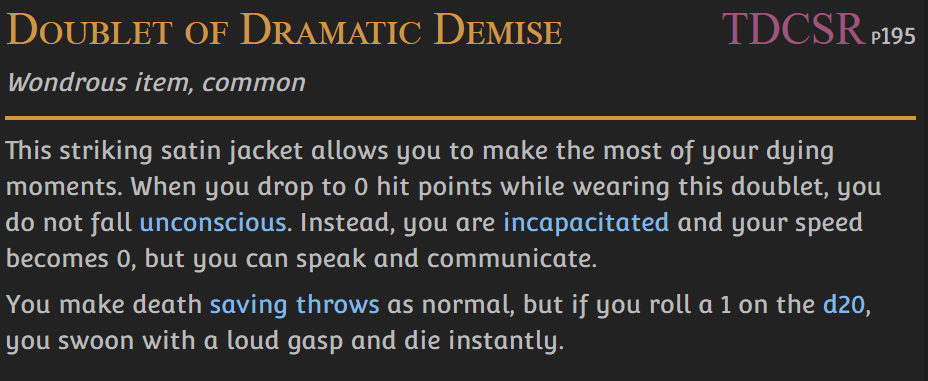 Doublet of Dramatic Demise TDCSR p195
Wondrous item, common
This striking satin jacket allows you to make the most of your dying
moments. When you drop to 0 hit points while wearing this doublet, you
do not fall unconscious. Instead, you are incapacitated and your speed
becomes 0, but you can speak and communicate.
You make death saving throws as normal, but if you roll a 1 on the d20,
you swoon with a loud gasp and die instantly.